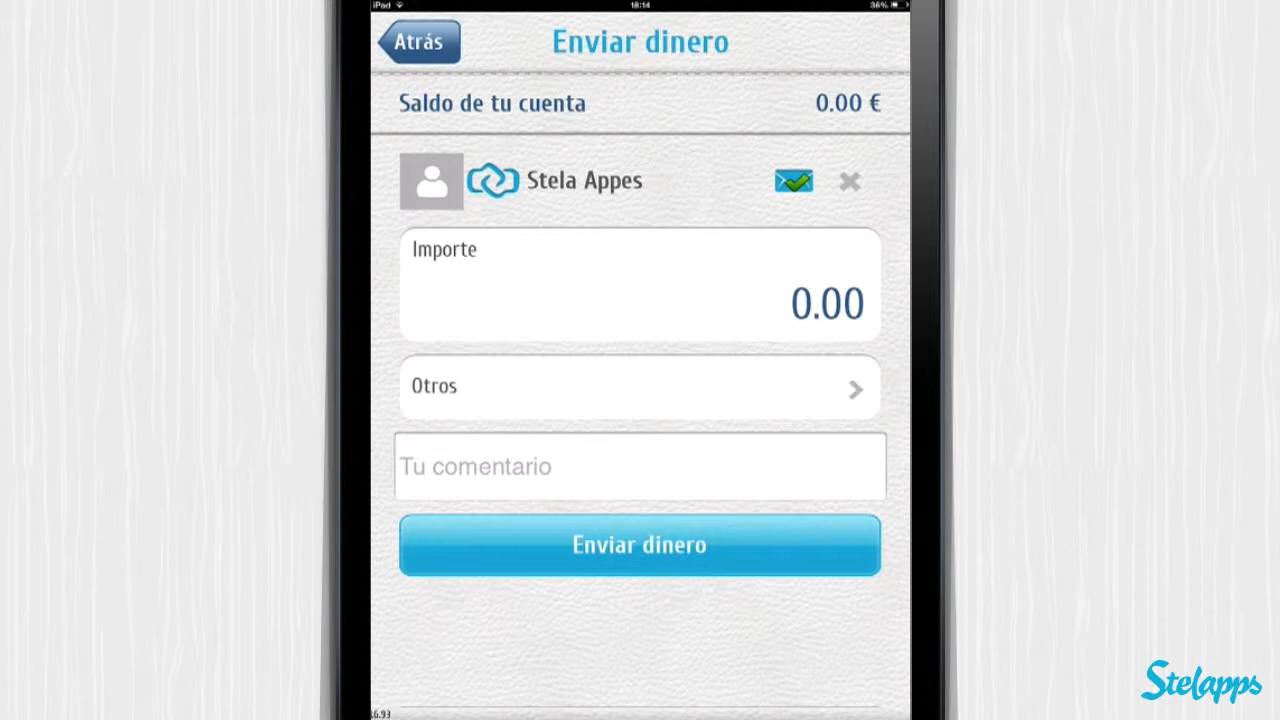 iPad 18:14 36%
Atrás Enviar dinero
Saldo de tu cuenta 0.00 €
Stela Appes
Importe
0.00
Otros
Tu comentario
Enviar dinero
Stelapps